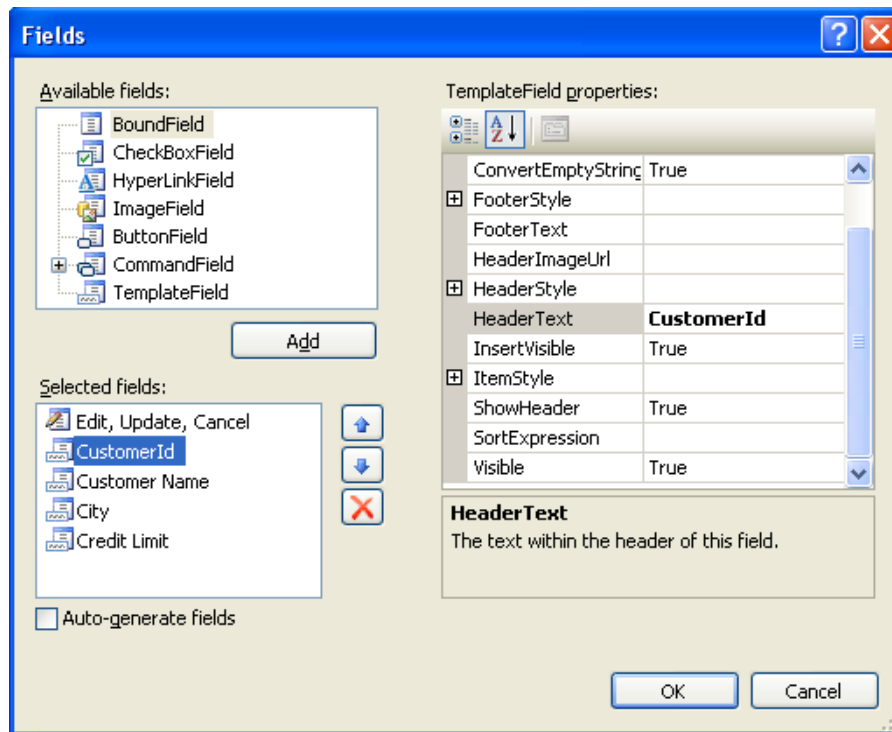 Fields
Available fields:
BoundField
CheckBoxField
HyperLinkField
ImageField
ButtonField
CommandField
TemplateField
Add
Selected fields:
Edit, Update, Cancel
CustomerId
Customer Name
City
Credit Limit
Auto-generate fields
TemplateField properties:
ConvertEmptyString True
FooterStyle
FooterText
HeaderImageUrl
HeaderStyle
HeaderText CustomerId
InsertVisible True
ItemStyle
ShowHeader True
SortExpression
Visible True
HeaderText
The text within the header of this field.
OK
Cancel